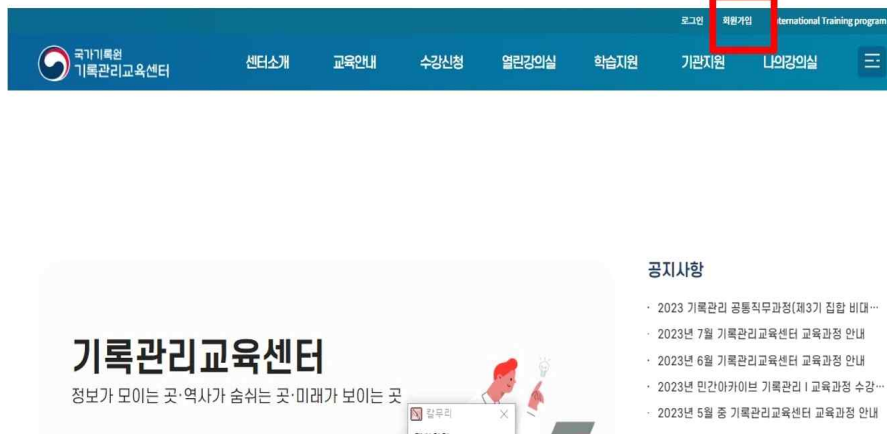 로그인 회원가입 International Training program
국가기록원
기록관리교육센터
센터소개 교육안내 수강신청 열린강의실 학습지원 기관지원 나의강의실
공지사항
· 2023 기록관리 공통직무과정(제3기 집합 비대…
· 2023년 7월 기록관리교육센터 교육과정 안내
· 2023년 6월 기록관리교육센터 교육과정 안내
· 2023년 민간아카이브 기록관리 I 교육과정 수강…
· 2023년 5월 중 기록관리교육센터 교육과정 안내
기록관리교육센터
정보가 모이는 곳·역사가 숨쉬는 곳·미래가 보이는 곳
칼무리